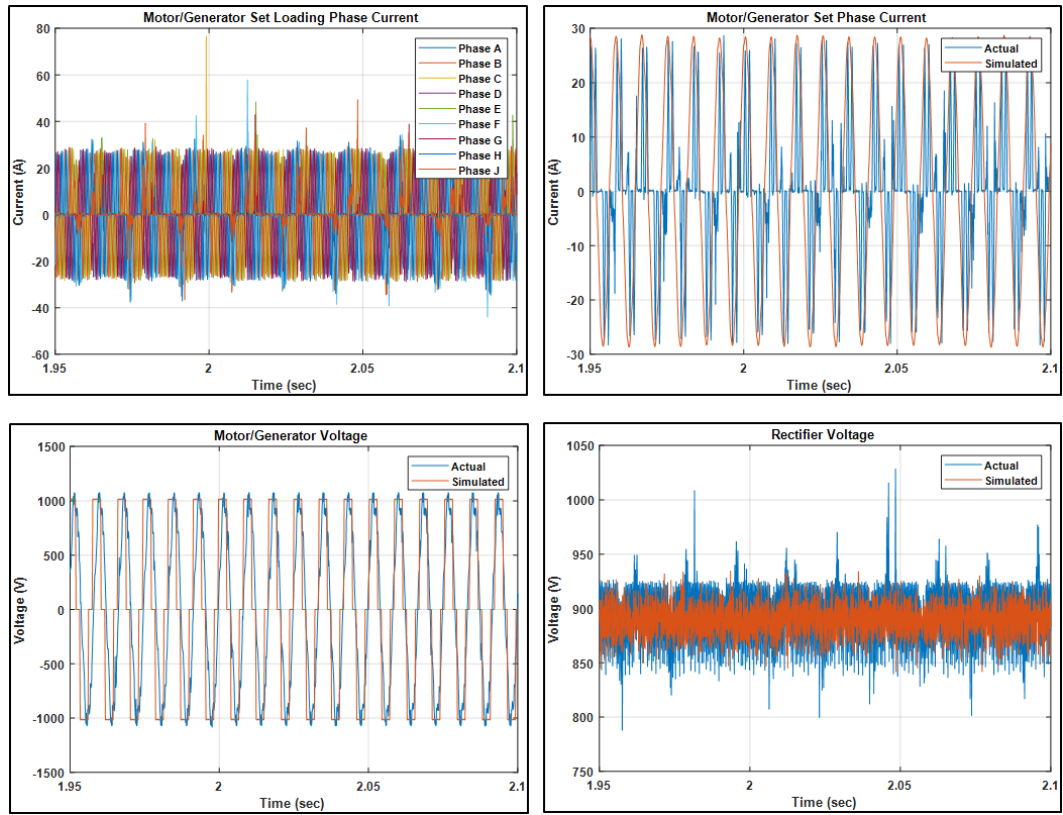 Motor/Generator Set Loading Phase Current
Current (A)
80
60
40
20
0
-20
-40
-60
1.95
2
2.05
2.1
Time (sec)
Phase A
Phase B
Phase C
Phase D
Phase E
Phase F
Phase G
Phase H
Phase J
Motor/Generator Set Phase Current
Current (A)
30
20
10
0
-10
-20
-30
1.95
2
2.05
2.1
Time (sec)
Actual
Simulated
Motor/Generator Voltage
Voltage (V)
1500
1000
500
0
-500
-1000
-1500
1.95
2
2.05
2.1
Time (sec)
Actual
Simulated
Rectifier Voltage
Voltage (V)
1050
1000
950
900
850
800
750
1.95
2
2.05
2.1
Time (sec)
Actual
Simulated